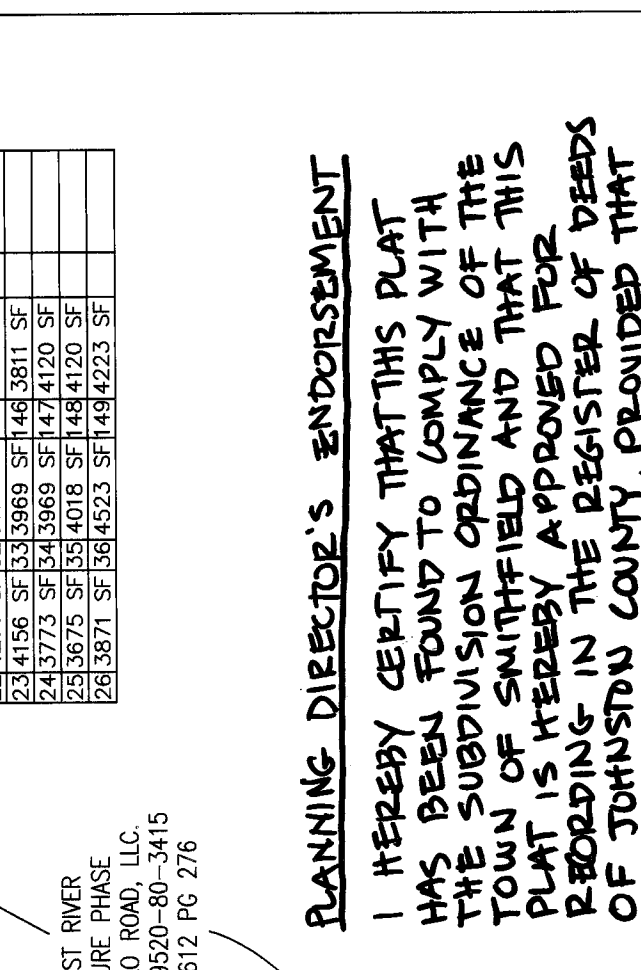 146 3811 SF
23 4156 SF 33 3969 SF 147 4120 SF
24 3773 SF 34 3969 SF 148 4120 SF
25 3675 SF 35 4018 SF 149 4223 SF
26 3871 SF 36 4523 SF
ST RIVER
URE PHASE
O ROAD, LLC.
9520-80-3415
612 PG 276
PLANNING DIRECTOR'S ENDORSEMENT
I HEREBY CERTIFY THAT THIS PLAT
HAS BEEN FOUND TO COMPLY WITH
THE SUBDIVISION ORDINANCE OF THE
TOWN OF SMITHFIELD AND THAT THIS
PLAT IS HEREBY APPROVED FOR
REORDING IN THE REGISTER OF DEEDS
OF JOHNSTON COUNTY, PROVIDED THAT